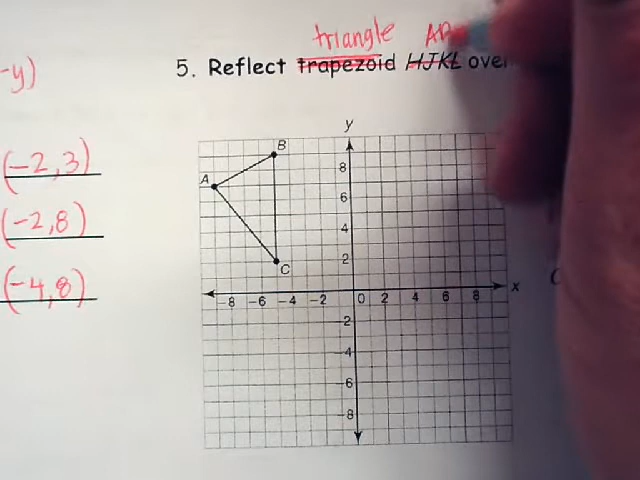 triangle
-y)
5. Reflect trapezoid HJKL over
(-2,3)
(-2,8)
(-4,8)
y
B
A
8
6
4
2
C
x
-8 -6 -4 -2 0 2 4 6 8
-2
-4
-6
-8